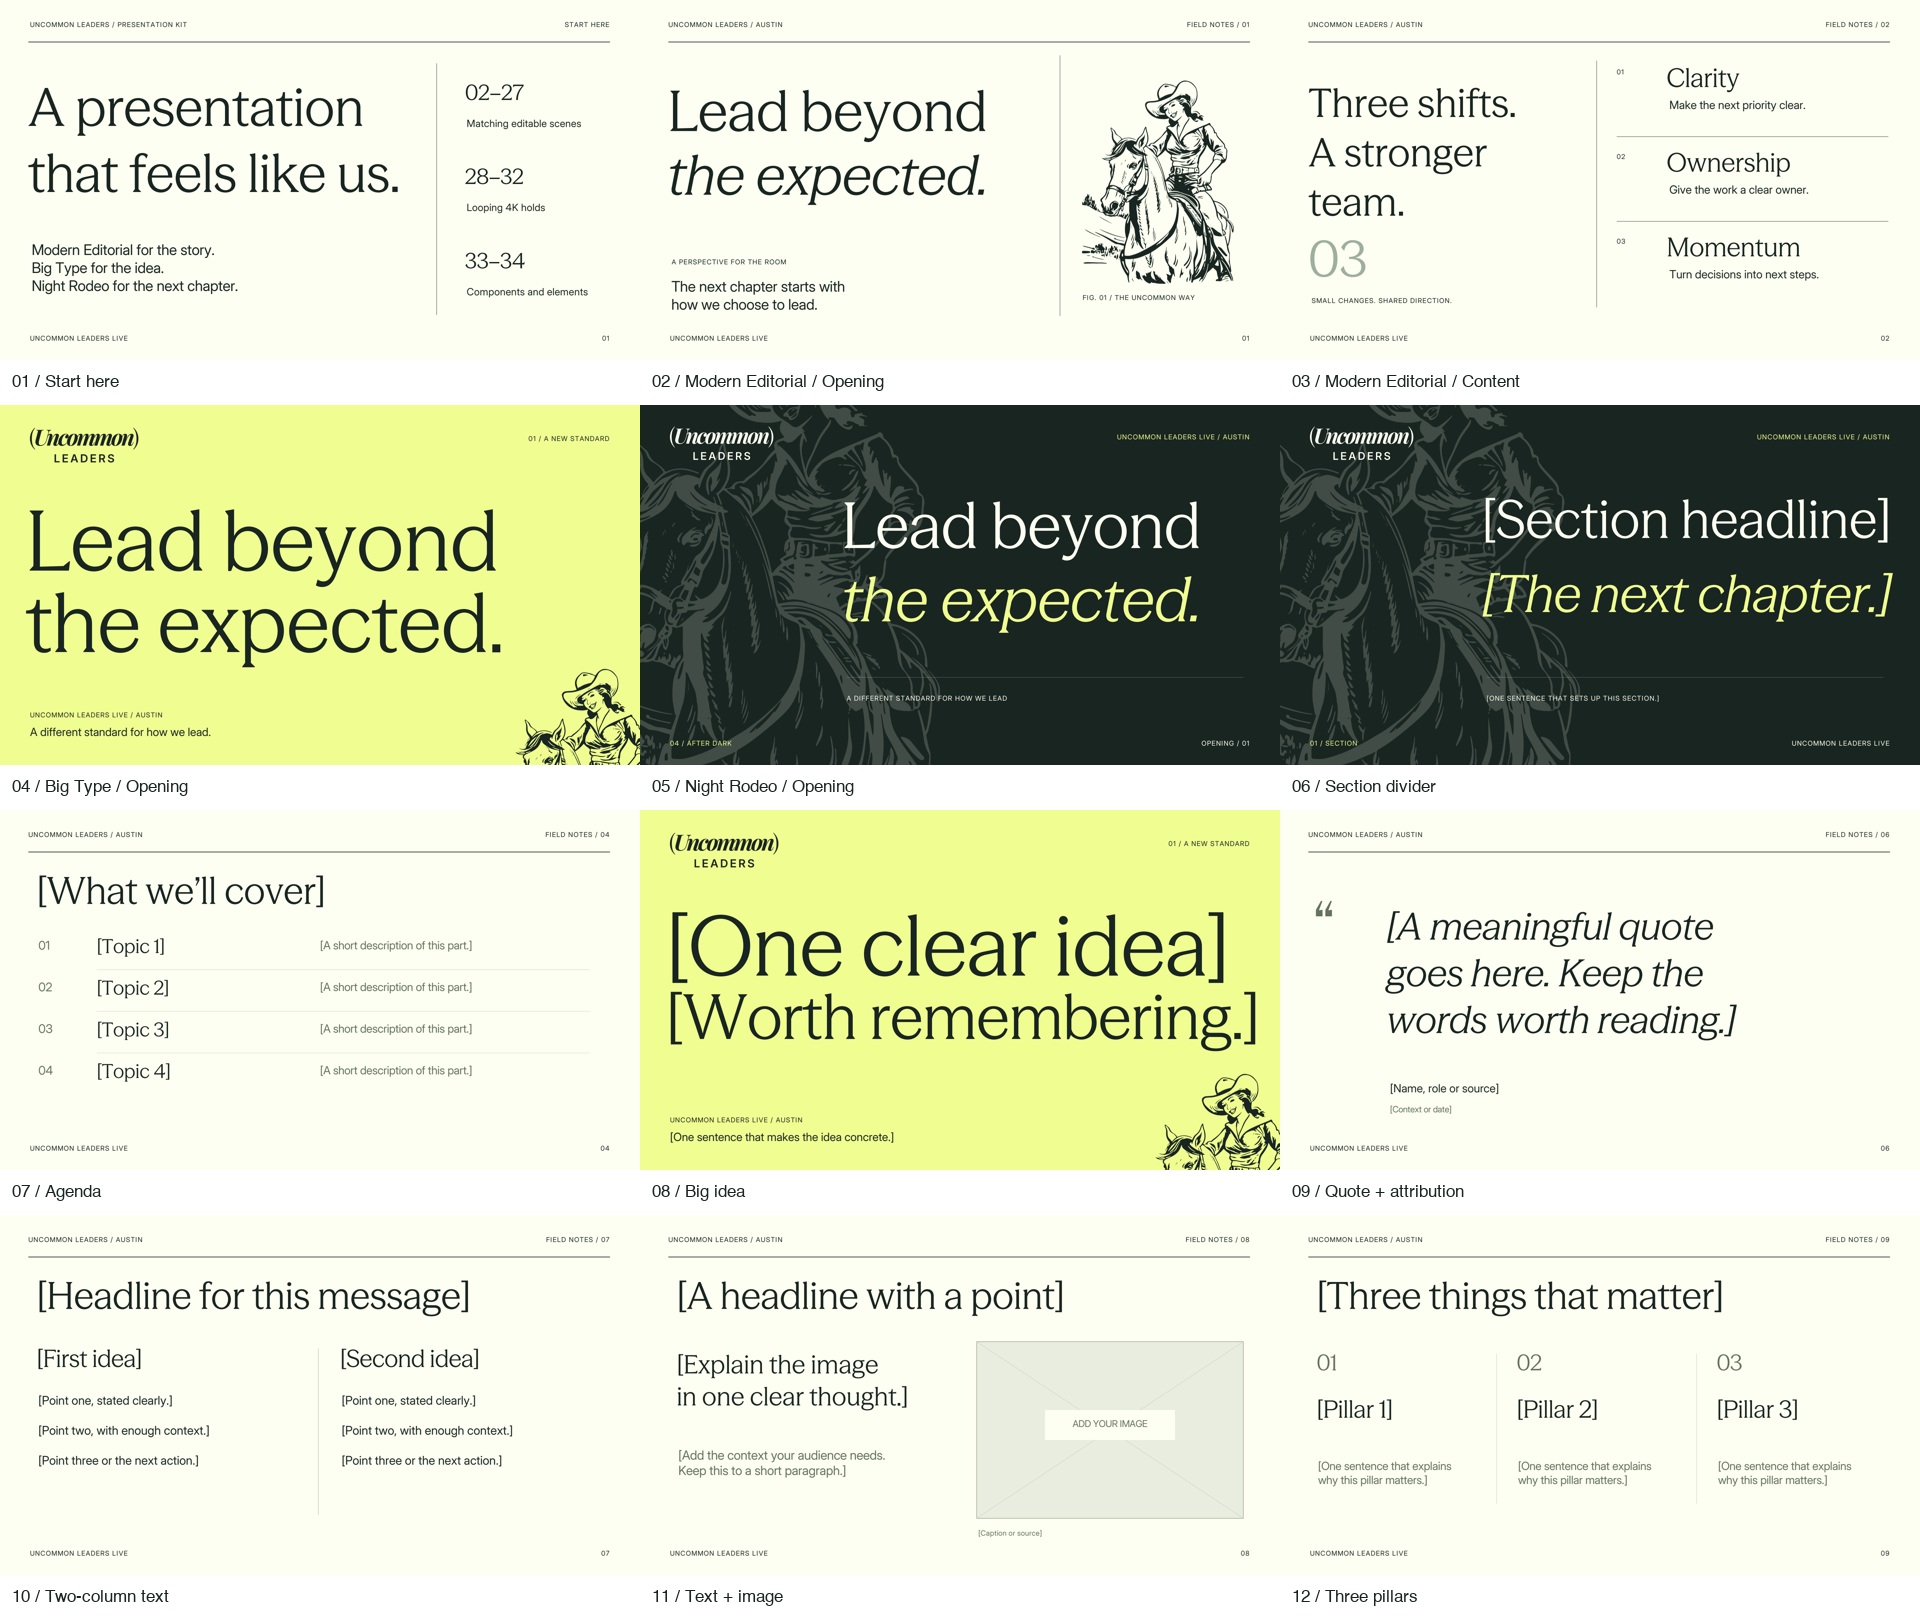 UNCOMMON LEADERS / PRESENTATION KIT
START HERE
A presentation
that feels like us.
Modern Editorial for the story.
Big Type for the idea.
Night Rodeo for the next chapter.
02–27
Matching editable scenes
28–32
Looping 4K holds
33–34
Components and elements
UNCOMMON LEADERS LIVE
01
01 / Start here
UNCOMMON LEADERS / AUSTIN
FIELD NOTES / 01
Lead beyond
the expected.
A PERSPECTIVE FOR THE ROOM
The next chapter starts with
how we choose to lead.
FIG. 01 / THE UNCOMMON WAY
UNCOMMON LEADERS LIVE
01
02 / Modern Editorial / Opening
UNCOMMON LEADERS / AUSTIN
FIELD NOTES / 02
Three shifts.
A stronger
team.
03
SMALL CHANGES. SHARED DIRECTION.
01
Clarity
Make the next priority clear.
02
Ownership
Give the work a clear owner.
03
Momentum
Turn decisions into next steps.
UNCOMMON LEADERS LIVE
02
03 / Modern Editorial / Content
(Uncommon)
LEADERS
01 / A NEW STANDARD
Lead beyond
the expected.
UNCOMMON LEADERS LIVE / AUSTIN
A different standard for how we lead.
04 / Big Type / Opening
(Uncommon)
LEADERS
UNCOMMON LEADERS LIVE / AUSTIN
Lead beyond
the expected.
A DIFFERENT STANDARD FOR HOW WE LEAD
04 / AFTER DARK
OPENING / 01
05 / Night Rodeo / Opening
(Uncommon)
LEADERS
UNCOMMON LEADERS LIVE / AUSTIN
[Section headline]
[The next chapter.]
[ONE SENTENCE THAT SETS UP THIS SECTION.]
01 / SECTION
UNCOMMON LEADERS LIVE
06 / Section divider
UNCOMMON LEADERS / AUSTIN
FIELD NOTES / 04
[What we’ll cover]
01
[Topic 1]
[A short description of this part.]
02
[Topic 2]
[A short description of this part.]
03
[Topic 3]
[A short description of this part.]
04
[Topic 4]
[A short description of this part.]
UNCOMMON LEADERS LIVE
04
07 / Agenda
(Uncommon)
LEADERS
01 / A NEW STANDARD
[One clear idea]
[Worth remembering.]
UNCOMMON LEADERS LIVE / AUSTIN
[One sentence that makes the idea concrete.]
08 / Big idea
UNCOMMON LEADERS / AUSTIN
FIELD NOTES / 06
“
[A meaningful quote
goes here. Keep the
words worth reading.]
[Name, role or source]
[Context or date]
UNCOMMON LEADERS LIVE
06
09 / Quote + attribution
UNCOMMON LEADERS / AUSTIN
FIELD NOTES / 07
[Headline for this message]
[First idea]
[Point one, stated clearly.]
[Point two, with enough context.]
[Point three or the next action.]
[Second idea]
[Point one, stated clearly.]
[Point two, with enough context.]
[Point three or the next action.]
UNCOMMON LEADERS LIVE
07
10 / Two-column text
UNCOMMON LEADERS / AUSTIN
FIELD NOTES / 08
[A headline with a point]
[Explain the image
in one clear thought.]
[Add the context your audience needs.
Keep this to a short paragraph.]
ADD YOUR IMAGE
[Caption or source]
UNCOMMON LEADERS LIVE
08
11 / Text + image
UNCOMMON LEADERS / AUSTIN
FIELD NOTES / 09
[Three things that matter]
01
[Pillar 1]
[One sentence that explains
why this pillar matters.]
02
[Pillar 2]
[One sentence that explains
why this pillar matters.]
03
[Pillar 3]
[One sentence that explains
why this pillar matters.]
UNCOMMON LEADERS LIVE
09
12 / Three pillars